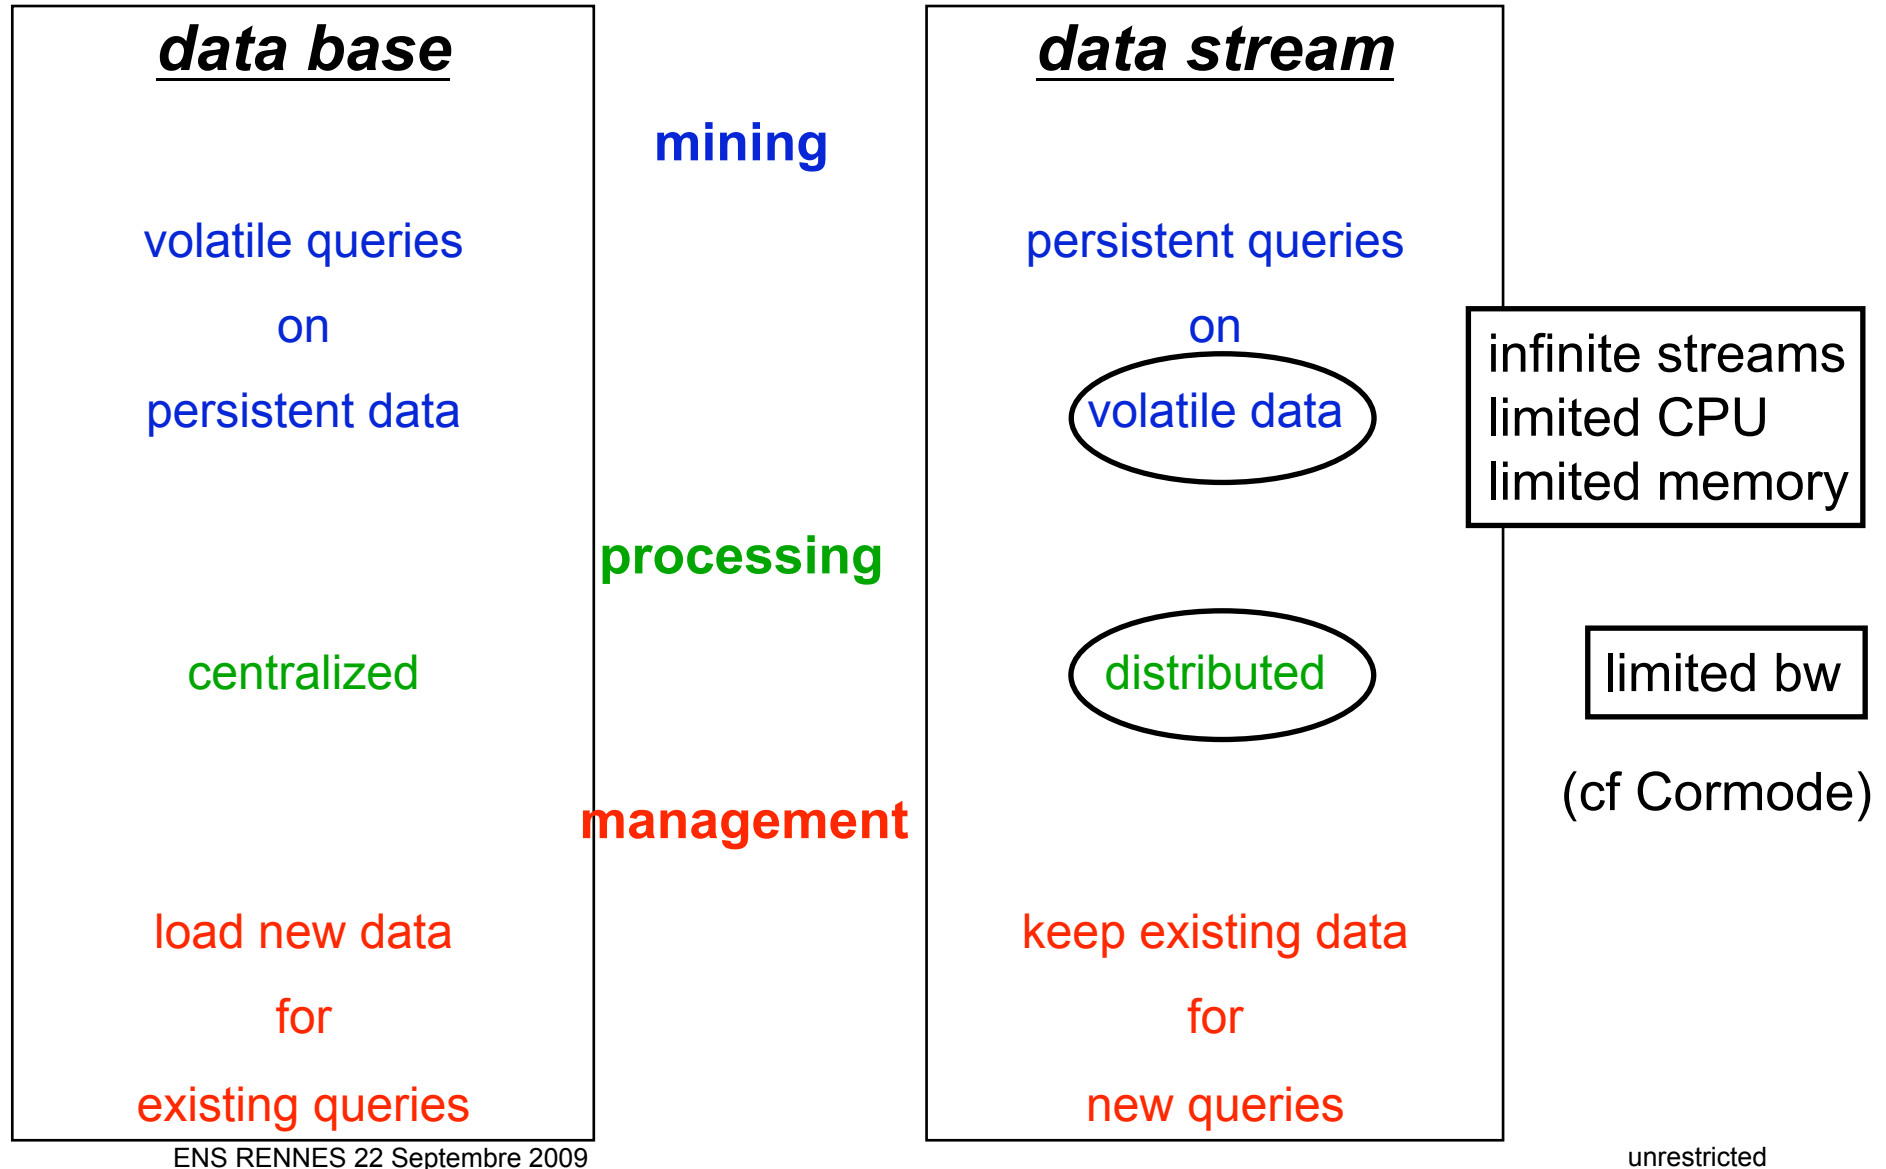 data base
data stream
mining
volatile queries
on
persistent data
persistent queries
on
volatile data
infinite streams
limited CPU
limited memory
processing
centralized
distributed
limited bw
(cf Cormode)
management
load new data
for
existing queries
keep existing data
for
new queries
ENS RENNES 22 Septembre 2009
unrestricted